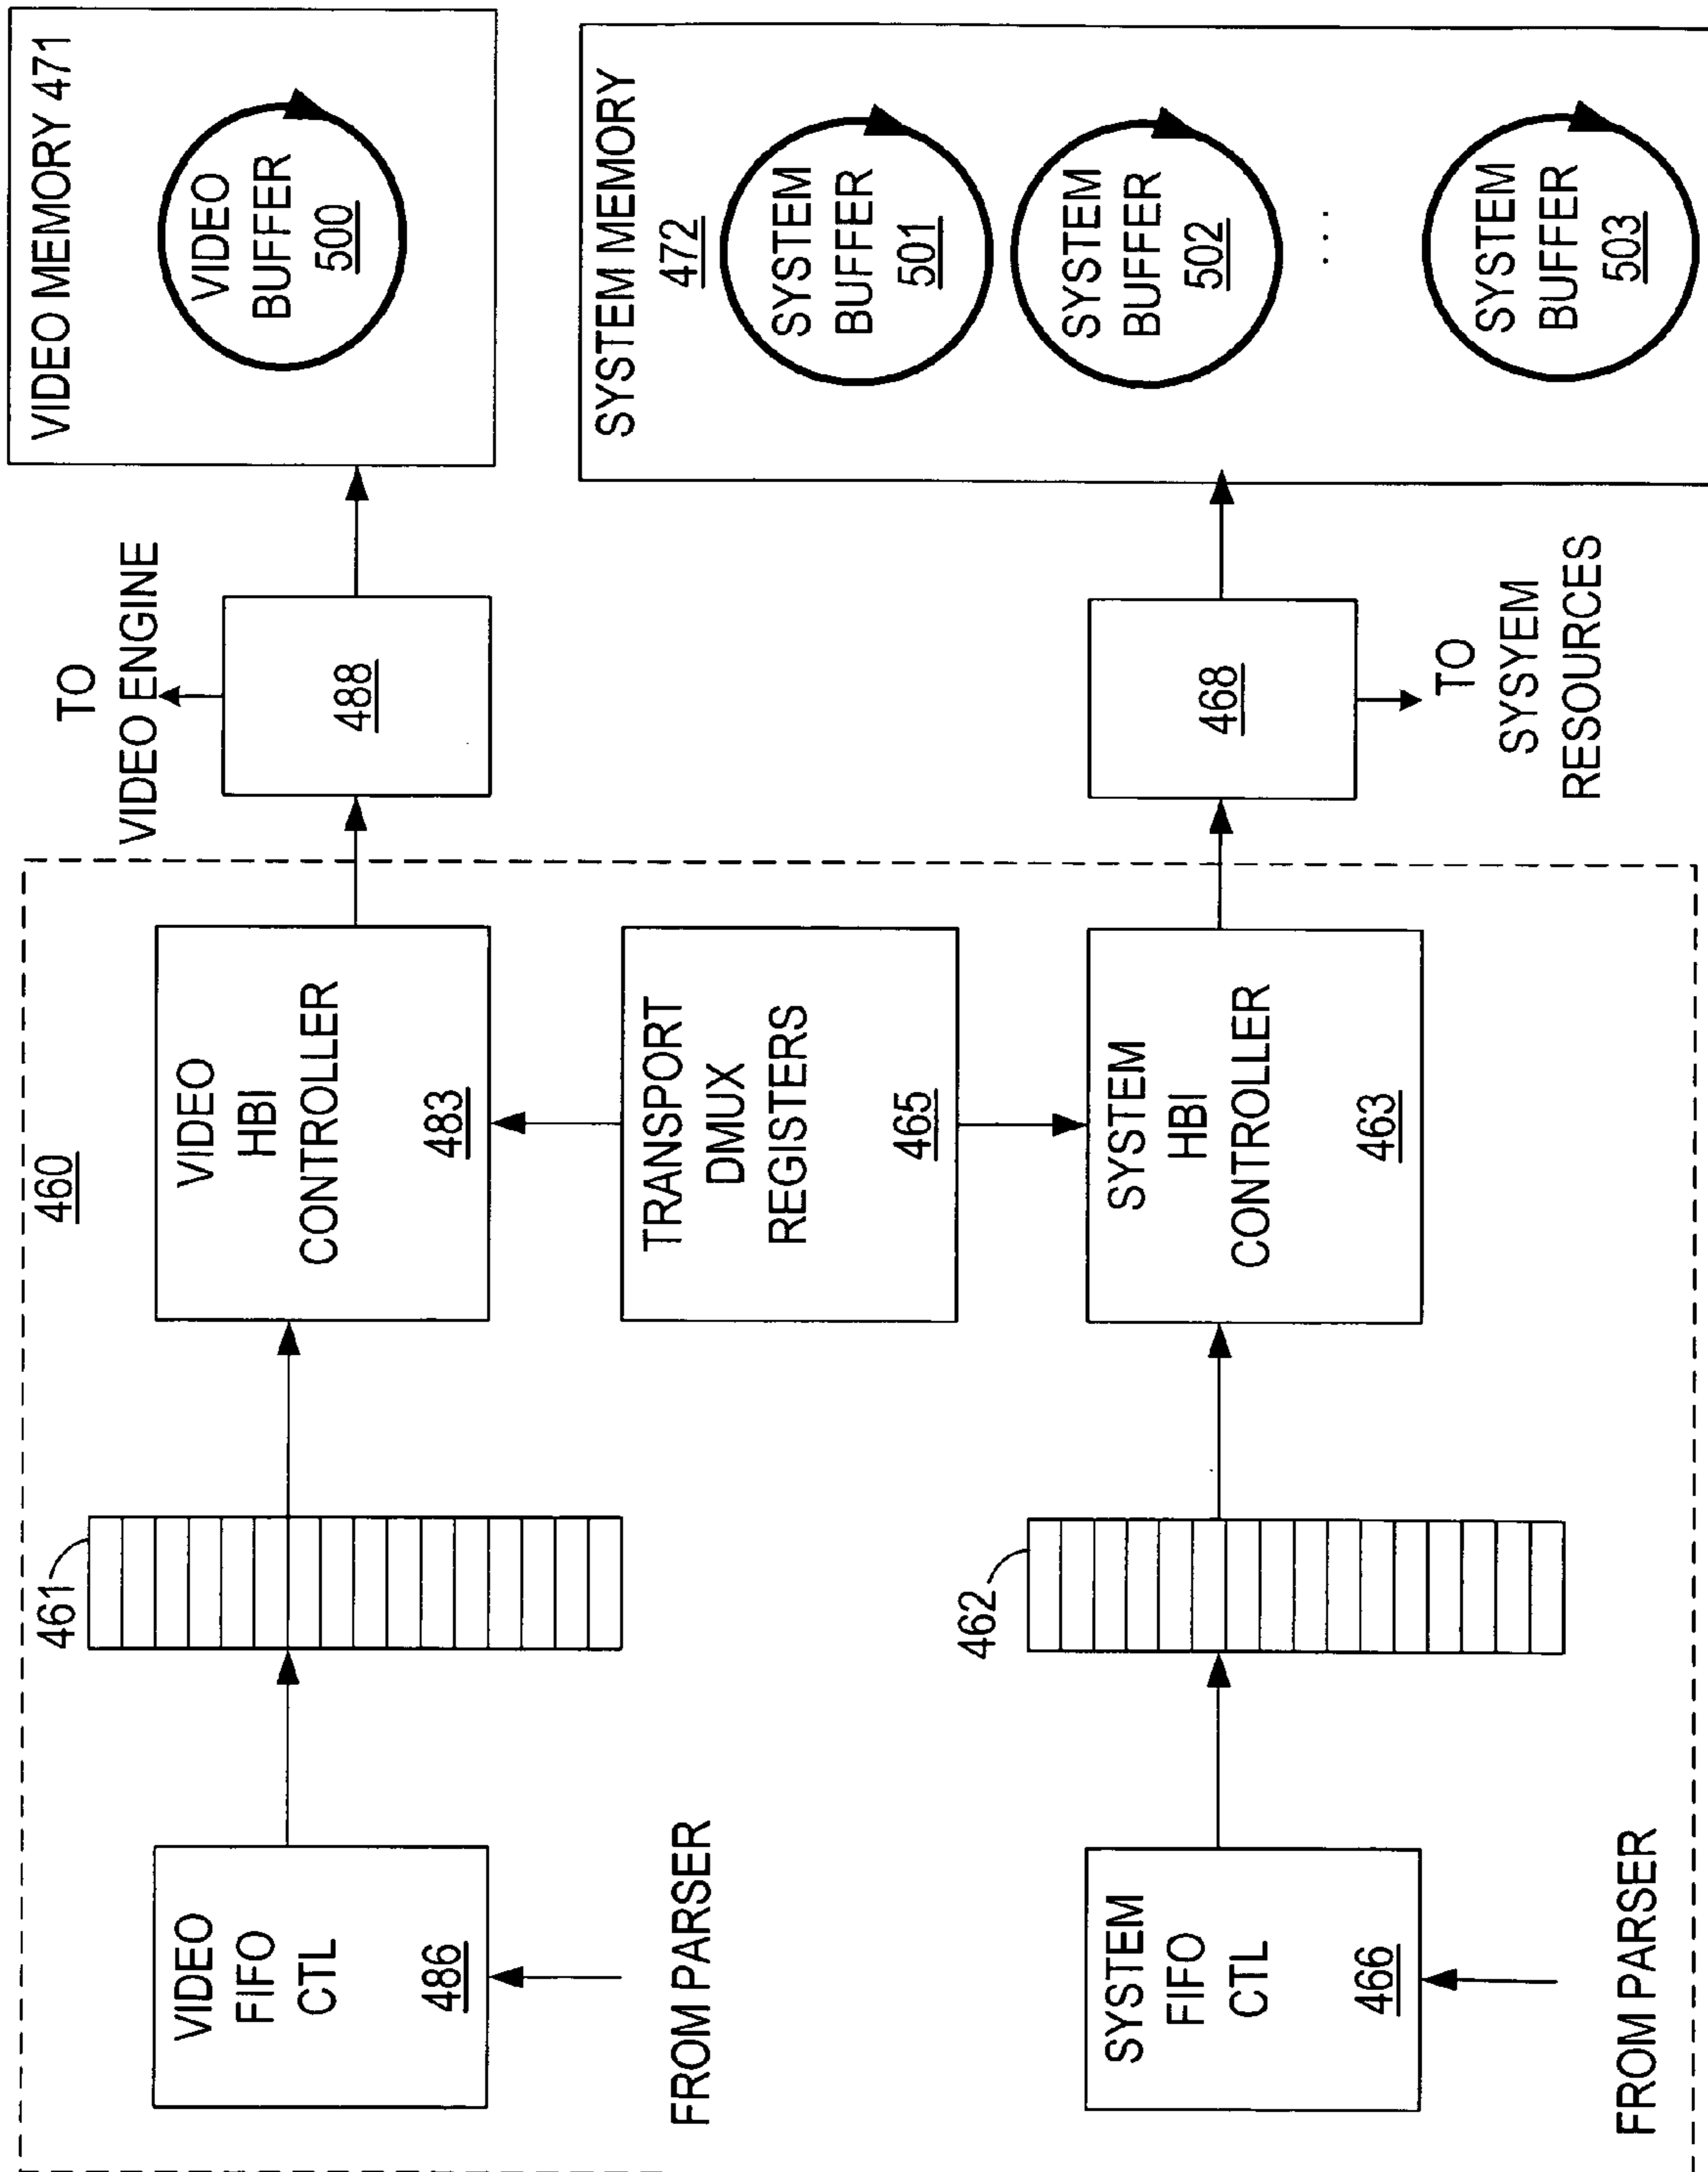 460
VIDEO
FIFO
CTL
486
FROM PARSER
461
VIDEO
HBI
CONTROLLER
483
TRANSPORT
DMUX
REGISTERS
465
TO
VIDEO ENGINE
488
VIDEO MEMORY 471
VIDEO
BUFFER
500
SYSTEM
FIFO
CTL
466
FROM PARSER
462
SYSTEM
HBI
CONTROLLER
463
468
TO
SYSYEM
RESOURCES
SYSTEM MEMORY
472
SYSTEM
BUFFER
501
SYSTEM
BUFFER
502
...
SYSTEM
BUFFER
503